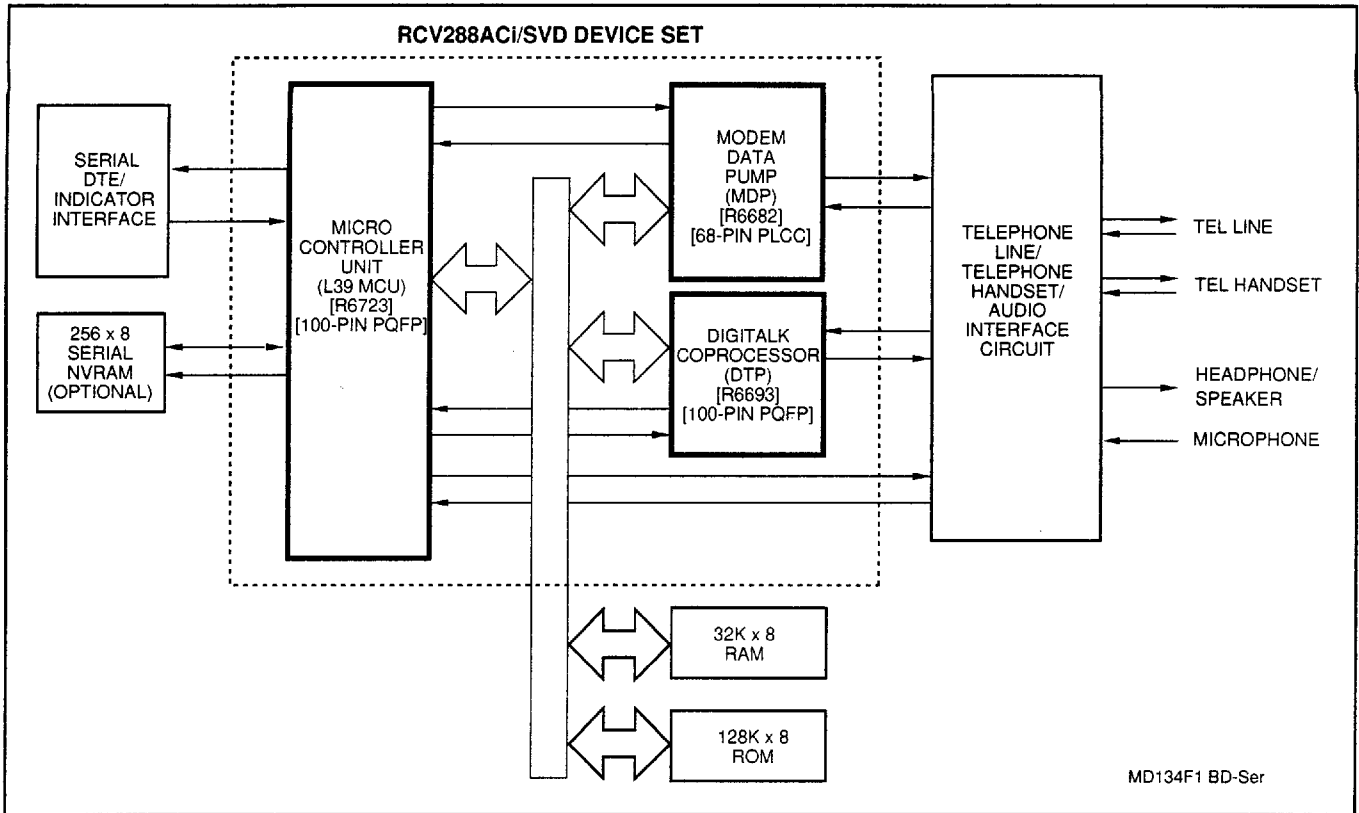 RCV288ACi/SVD DEVICE SET
SERIAL
DTE/
INDICATOR
INTERFACE
256 x 8
SERIAL
NVRAM
(OPTIONAL)
MICRO
CONTROLLER
UNIT
(L39 MCU)
[R6723]
[100-PIN PQFP]
MODEM
DATA
PUMP
(MDP)
[R6682]
[68-PIN PLCC]
DIGITALK
COPROCESSOR
(DTP)
[R6693]
[100-PIN PQFP]
TELEPHONE
LINE/
TELEPHONE
HANDSET/
AUDIO
INTERFACE
CIRCUIT
TEL LINE
TEL HANDSET
HEADPHONE/
SPEAKER
MICROPHONE
32K x 8
RAM
128K x 8
ROM
MD134F1 BD-Ser